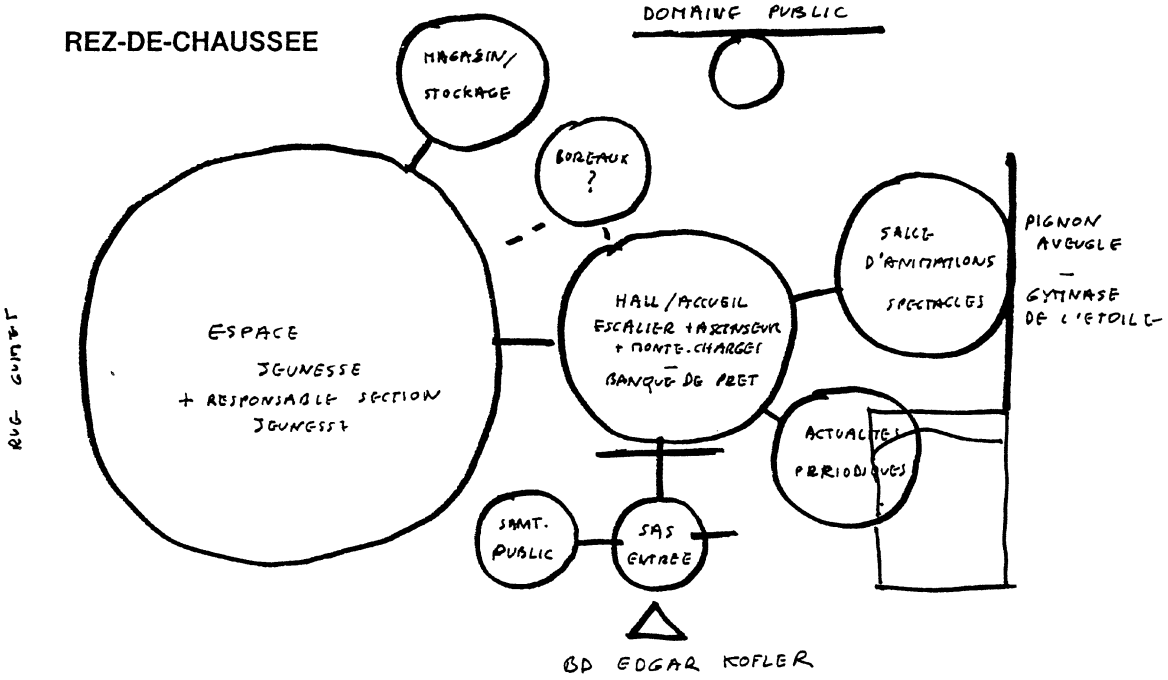 DOMAINE PUBLIC
REZ-DE-CHAUSSEE
MAGASIN/
STOCKAGE
BUREAUX
?
SALLE
D'ANIMATIONS
SPECTACLES
PIGNON
AVEUGLE
—
GYMNASE
DE L'ETOILE
HALL/ACCUEIL
ESCALIER + ASCENSEUR
+ MONTE-CHARGES
—
BANQUE DE PRET
ESPACE
JEUNESSE
+ RESPONSABLE SECTION
JEUNESSE
RUE GUIMET
ACTUALITES
PERIODIQUES
SANIT.
PUBLIC
SAS
ENTREE
BD EDGAR KOFLER